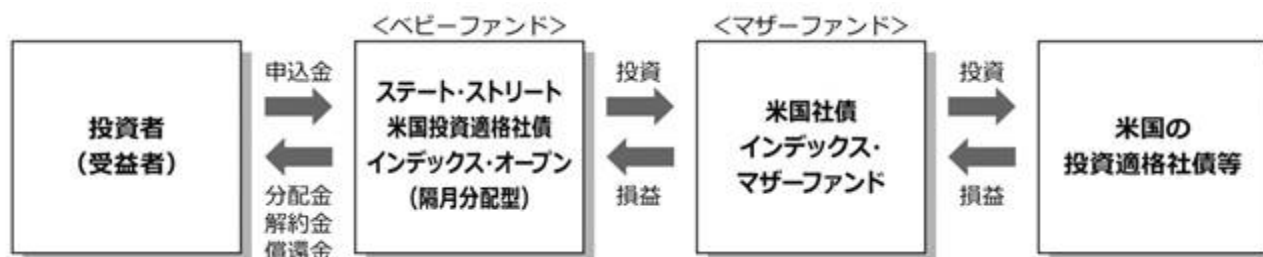 <ベビーファンド>
<マザーファンド>
投資者
(受益者)
申込金
分配金
解約金
償還金
ステート・ストリート
米国投資適格社債
インデックス・オープン
(隔月分配型)
投資
損益
米国社債
インデックス・
マザーファンド
投資
損益
米国の
投資適格社債等